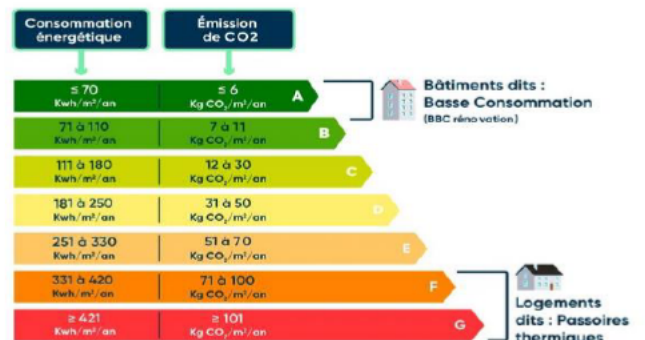 Consommation
énergétique
Émission
de CO2
≤ 70
Kwh/m²/an
≤ 6
Kg CO₂/m²/an
A
71 à 110
Kwh/m²/an
7 à 11
Kg CO₂/m²/an
B
111 à 180
Kwh/m²/an
12 à 30
Kg CO₂/m²/an
C
181 à 250
Kwh/m²/an
31 à 50
Kg CO₂/m²/an
D
251 à 330
Kwh/m²/an
51 à 70
Kg CO₂/m²/an
E
331 à 420
Kwh/m²/an
71 à 100
Kg CO₂/m²/an
F
≥ 421
Kwh/m²/an
≥ 101
Kg CO₂/m²/an
G
Bâtiments dits :
Basse Consommation
(BBC rénovation)
Logements
dits : Passoires
thermiques